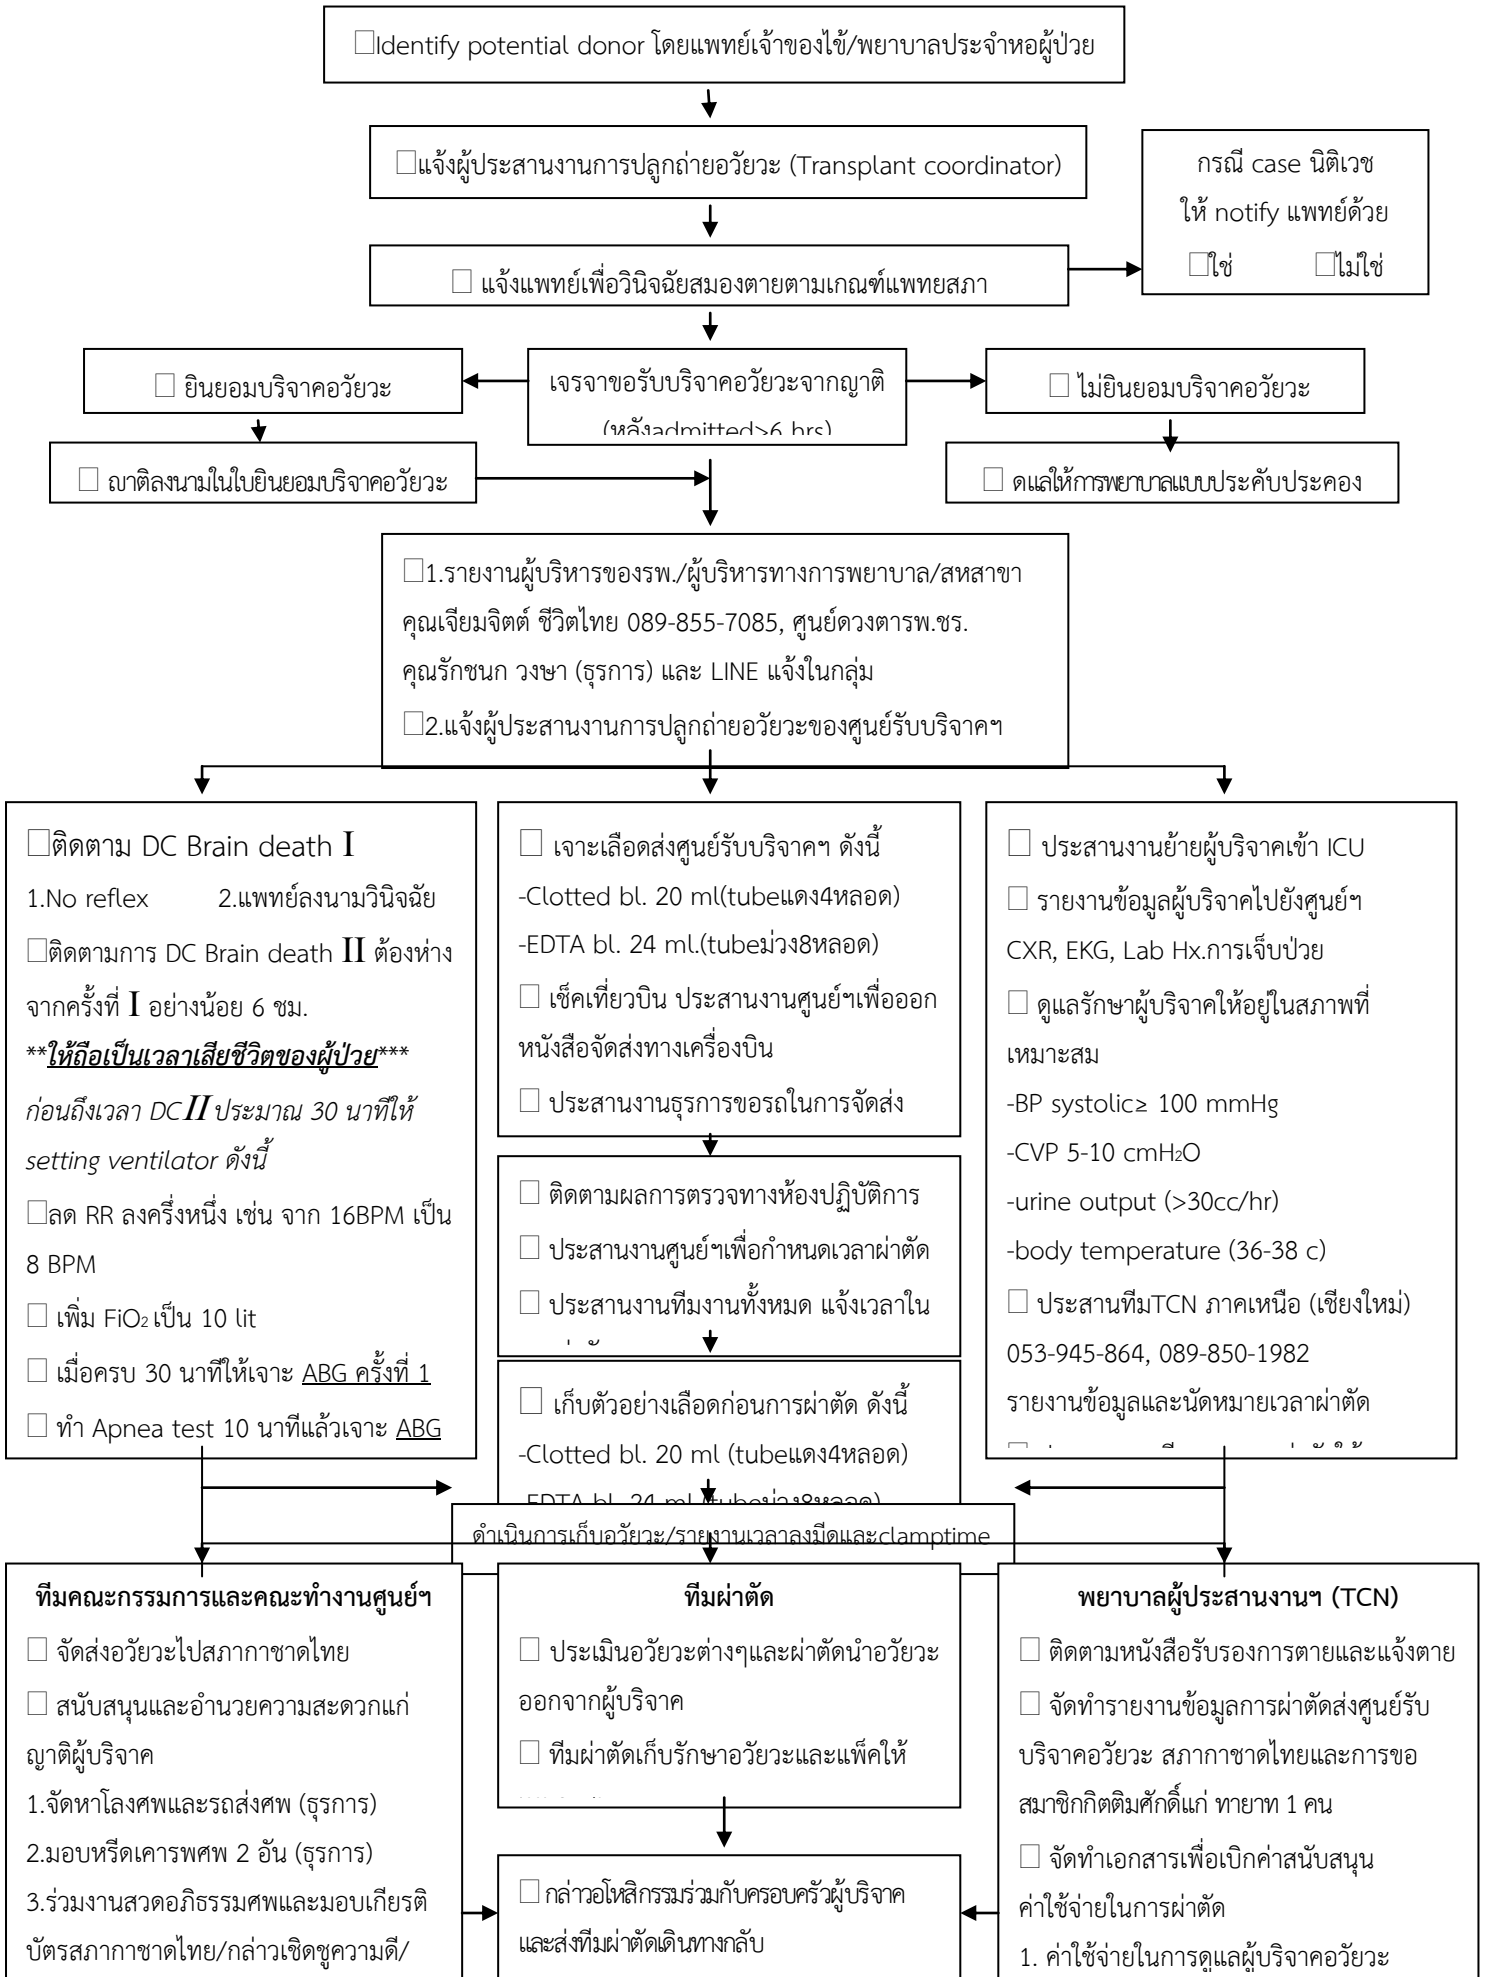 ☐Identify potential donor โดยแพทย์เจ้าของไข้/พยาบาลประจำหอผู้ป่วย
☐แจ้งผู้ประสานงานการปลูกถ่ายอวัยวะ (Transplant coordinator)
กรณี case นิติเวช
ให้ notify แพทย์ด้วย
☐ใช่ ☐ไม่ใช่
☐ แจ้งแพทย์เพื่อวินิจฉัยสมองตายตามเกณฑ์แพทยสภา
☐ ยินยอมบริจาคอวัยวะ
เจรจาขอรับบริจาคอวัยวะจากญาติ
(หลังadmitted>6 hrs)
☐ ไม่ยินยอมบริจาคอวัยวะ
☐ ญาติลงนามในใบยินยอมบริจาคอวัยวะ
☐ ดูแลให้การพยาบาลแบบประคับประคอง
☐1.รายงานผู้บริหารของรพ./ผู้บริหารทางการพยาบาล/สหสาขา
คุณเจียมจิตต์ ชีวิตไทย 089-855-7085, ศูนย์ดวงตารพ.ชร.
คุณรักชนก วงษา (ธุรการ) และ LINE แจ้งในกลุ่ม
☐2.แจ้งผู้ประสานงานการปลูกถ่ายอวัยวะของศูนย์รับบริจาคฯ
☐ติดตาม DC Brain death I
1.No reflex 2.แพทย์ลงนามวินิจฉัย
☐ติดตามการ DC Brain death II ต้องห่าง
จากครั้งที่ I อย่างน้อย 6 ชม.
**ให้ถือเป็นเวลาเสียชีวิตของผู้ป่วย***
ก่อนถึงเวลา DC II ประมาณ 30 นาทีให้
setting ventilator ดังนี้
☐ลด RR ลงครึ่งหนึ่ง เช่น จาก 16BPM เป็น
8 BPM
☐ เพิ่ม FiO2 เป็น 10 lit
☐ เมื่อครบ 30 นาทีให้เจาะ ABG ครั้งที่ 1
☐ ทำ Apnea test 10 นาทีแล้วเจาะ ABG
☐ เจาะเลือดส่งศูนย์รับบริจาคฯ ดังนี้
-Clotted bl. 20 ml(tubeแดง4หลอด)
-EDTA bl. 24 ml.(tubeม่วง8หลอด)
☐ เช็คเที่ยวบิน ประสานงานศูนย์ฯเพื่อออก
หนังสือจัดส่งทางเครื่องบิน
☐ ประสานงานธุรการขอรถในการจัดส่ง
☐ ติดตามผลการตรวจทางห้องปฏิบัติการ
☐ ประสานงานศูนย์ฯเพื่อกำหนดเวลาผ่าตัด
☐ ประสานงานทีมงานทั้งหมด แจ้งเวลาใน
☐ เก็บตัวอย่างเลือดก่อนการผ่าตัด ดังนี้
-Clotted bl. 20 ml (tubeแดง4หลอด)
-EDTA bl. 24 ml (tubeม่วง8หลอด)
☐ ประสานงานย้ายผู้บริจาคเข้า ICU
☐ รายงานข้อมูลผู้บริจาคไปยังศูนย์ฯ
CXR, EKG, Lab Hx.การเจ็บป่วย
☐ ดูแลรักษาผู้บริจาคให้อยู่ในสภาพที่
เหมาะสม
-BP systolic≥ 100 mmHg
-CVP 5-10 cmH2O
-urine output (>30cc/hr)
-body temperature (36-38 c)
☐ ประสานทีมTCN ภาคเหนือ (เชียงใหม่)
053-945-864, 089-850-1982
รายงานข้อมูลและนัดหมายเวลาผ่าตัด
ดำเนินการเก็บอวัยวะ/รายงานเวลาลงมีดและclamptime
ทีมคณะกรรมการและคณะทำงานศูนย์ฯ
☐ จัดส่งอวัยวะไปสภากาชาดไทย
☐ สนับสนุนและอำนวยความสะดวกแก่
ญาติผู้บริจาค
1.จัดหาโลงศพและรถส่งศพ (ธุรการ)
2.มอบหรีดเคารพศพ 2 อัน (ธุรการ)
3.ร่วมงานสวดอภิธรรมศพและมอบเกียรติ
บัตรสภากาชาดไทย/กล่าวเชิดชูความดี/
ทีมผ่าตัด
☐ ประเมินอวัยวะต่างๆและผ่าตัดนำอวัยวะ
ออกจากผู้บริจาค
☐ ทีมผ่าตัดเก็บรักษาอวัยวะและแพ็คให้
☐ กล่าวอโหสิกรรมร่วมกับครอบครัวผู้บริจาค
และส่งทีมผ่าตัดเดินทางกลับ
พยาบาลผู้ประสานงานฯ (TCN)
☐ ติดตามหนังสือรับรองการตายและแจ้งตาย
☐ จัดทำรายงานข้อมูลการผ่าตัดส่งศูนย์รับ
บริจาคอวัยวะ สภากาชาดไทยและการขอ
สมาชิกกิตติมศักดิ์แก่ ทายาท 1 คน
☐ จัดทำเอกสารเพื่อเบิกค่าสนับสนุน
ค่าใช้จ่ายในการผ่าตัด
1. ค่าใช้จ่ายในการดูแลผู้บริจาคอวัยวะ